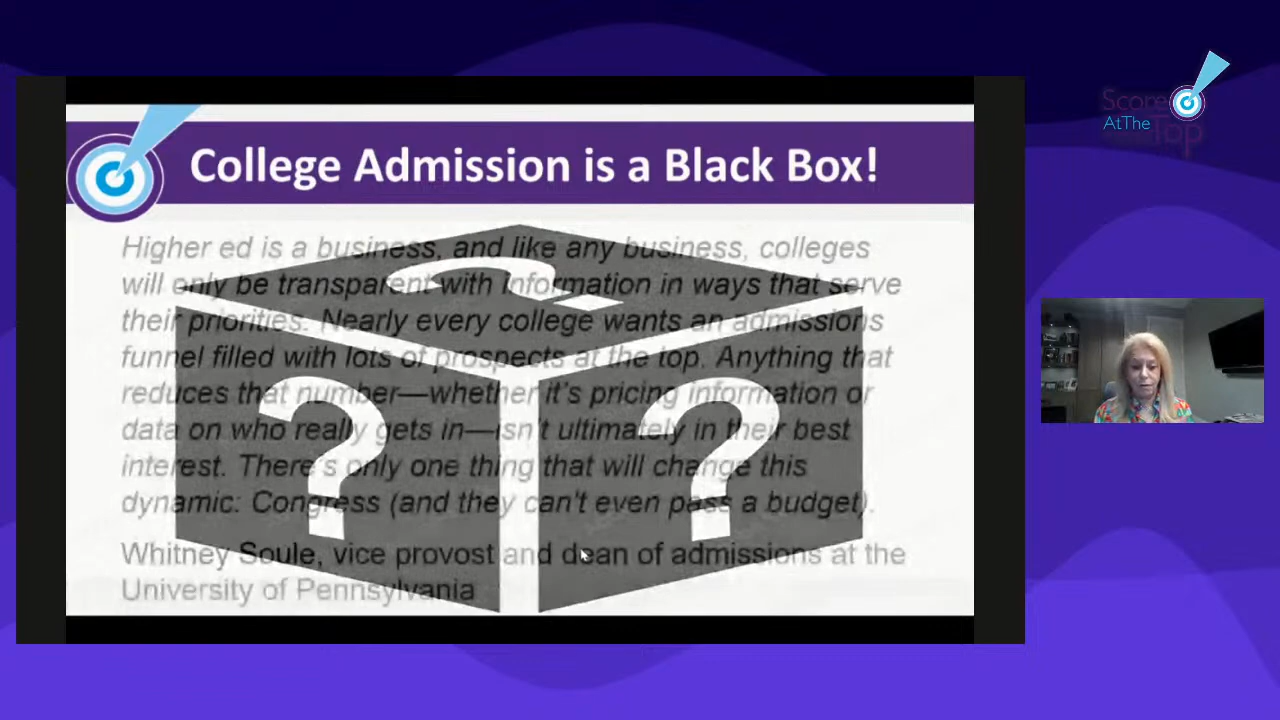 College Admission is a Black Box!
Higher ed is a business, and like any business, colleges
will only be transparent with information in ways that serve
their priorities. Nearly every college wants an admissions
funnel filled with lots of prospects at the top. Anything that
reduces that number—whether it's pricing information or
data on who really gets in—isn't ultimately in their best
interest. There's only one thing that will change this
dynamic: Congress (and they can't even pass a budget).
Whitney Soule, vice provost and dean of admissions at the
University of Pennsylvania
?
?
?
Score
AtThe
Top